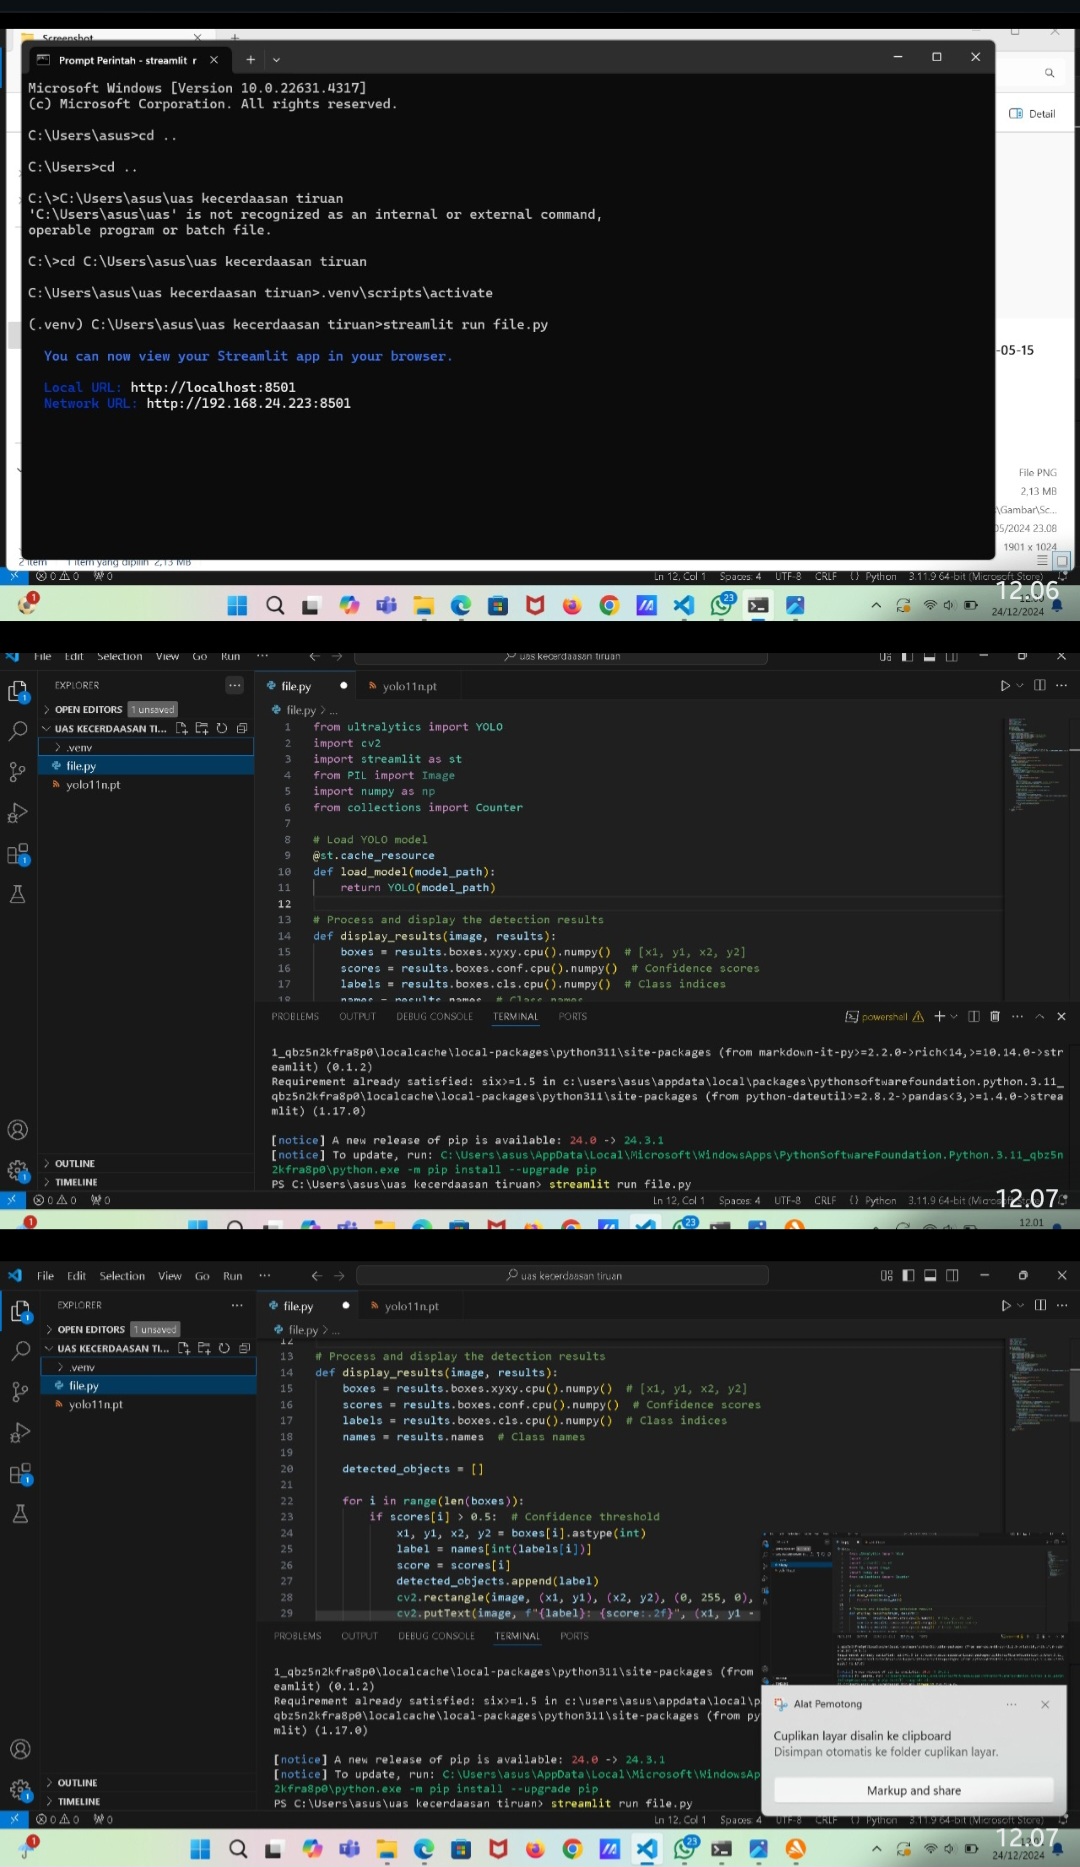 Screenshot
Prompt Perintah - streamlit r
Microsoft Windows [Version 10.0.22631.4317]
(c) Microsoft Corporation. All rights reserved.
C:\Users\asus>cd ..
C:\Users>cd ..
C:\>C:\Users\asus\uas kecerdaasan tiruan
'C:\Users\asus\uas' is not recognized as an internal or external command,
operable program or batch file.
C:\>cd C:\Users\asus\uas kecerdaasan tiruan
C:\Users\asus\uas kecerdaasan tiruan>.venv\scripts\activate
(.venv) C:\Users\asus\uas kecerdaasan tiruan>streamlit run file.py
You can now view your Streamlit app in your browser.
Local URL: http://localhost:8501
Network URL: http://192.168.24.223:8501
Detail
-05-15
File PNG
2,13 MB
\Gambar\Sc...
05/2024 23.08
1901 x 1024
2 item 1 item yang dipilih 2,13 MB
0 0 0 Ln 12, Col 1 Spaces: 4 UTF-8 CRLF {} Python 3.11.9 64-bit (Microsoft Store)
1 23 12.06
24/12/2024
File Edit Selection View Go Run ... uas kecerdaasan tiruan
EXPLORER ... file.py yolo11n.pt
OPEN EDITORS 1 unsaved
UAS KECERDAASAN TI...
.venv
file.py
yolo11n.pt
file.py > ...
1 from ultralytics import YOLO
2 import cv2
3 import streamlit as st
4 from PIL import Image
5 import numpy as np
6 from collections import Counter
7
8 # Load YOLO model
9 @st.cache_resource
10 def load_model(model_path):
11 return YOLO(model_path)
12
13 # Process and display the detection results
14 def display_results(image, results):
15 boxes = results.boxes.xyxy.cpu().numpy() # [x1, y1, x2, y2]
16 scores = results.boxes.conf.cpu().numpy() # Confidence scores
17 labels = results.boxes.cls.cpu().numpy() # Class indices
18 names = results.names # Class names
PROBLEMS OUTPUT DEBUG CONSOLE TERMINAL PORTS powershell
1_qbz5n2kfra8p0\localcache\local-packages\python311\site-packages (from markdown-it-py>=2.2.0->rich<14,>=10.14.0->str
eamlit) (0.1.2)
Requirement already satisfied: six>=1.5 in c:\users\asus\appdata\local\packages\pythonsoftwarefoundation.python.3.11_
qbz5n2kfra8p0\localcache\local-packages\python311\site-packages (from python-dateutil>=2.8.2->pandas<3,>=1.4.0->strea
mlit) (1.17.0)
[notice] A new release of pip is available: 24.0 -> 24.3.1
[notice] To update, run: C:\Users\asus\AppData\Local\Microsoft\WindowsApps\PythonSoftwareFoundation.Python.3.11_qbz5n
2kfra8p0\python.exe -m pip install --upgrade pip
PS C:\Users\asus\uas kecerdaasan tiruan> streamlit run file.py
OUTLINE
TIMELINE
0 0 0 Ln 12, Col 1 Spaces: 4 UTF-8 CRLF {} Python 3.11.9 64-bit 12.07
1 23 12.01
File Edit Selection View Go Run ... uas kecerdaasan tiruan
EXPLORER ... file.py yolo11n.pt
OPEN EDITORS 1 unsaved
UAS KECERDAASAN TI...
.venv
file.py
yolo11n.pt
file.py > ...
12
13 # Process and display the detection results
14 def display_results(image, results):
15 boxes = results.boxes.xyxy.cpu().numpy() # [x1, y1, x2, y2]
16 scores = results.boxes.conf.cpu().numpy() # Confidence scores
17 labels = results.boxes.cls.cpu().numpy() # Class indices
18 names = results.names # Class names
19
20 detected_objects = []
21
22 for i in range(len(boxes)):
23 if scores[i] > 0.5: # Confidence threshold
24 x1, y1, x2, y2 = boxes[i].astype(int)
25 label = names[int(labels[i])]
26 score = scores[i]
27 detected_objects.append(label)
28 cv2.rectangle(image, (x1, y1), (x2, y2), (0, 255, 0),
29 cv2.putText(image, f"{label}: {score:.2f}", (x1, y1 -
PROBLEMS OUTPUT DEBUG CONSOLE TERMINAL PORTS
1_qbz5n2kfra8p0\localcache\local-packages\python311\site-packages (from
eamlit) (0.1.2)
Requirement already satisfied: six>=1.5 in c:\users\asus\appdata\local\p
qbz5n2kfra8p0\localcache\local-packages\python311\site-packages (from py
mlit) (1.17.0)
[notice] A new release of pip is available: 24.0 -> 24.3.1
[notice] To update, run: C:\Users\asus\AppData\Local\Microsoft\WindowsAp
2kfra8p0\python.exe -m pip install --upgrade pip
PS C:\Users\asus\uas kecerdaasan tiruan> streamlit run file.py
Alat Pemotong
Cuplikan layar disalin ke clipboard
Disimpan otomatis ke folder cuplikan layar.
Markup and share
OUTLINE
TIMELINE
0 0 0 Ln 12, Col 1 Spaces: 4 UTF-8 CRLF {} Python 3.11.9 64-bit (Microsoft Store)
1 23 12.07
24/12/2024